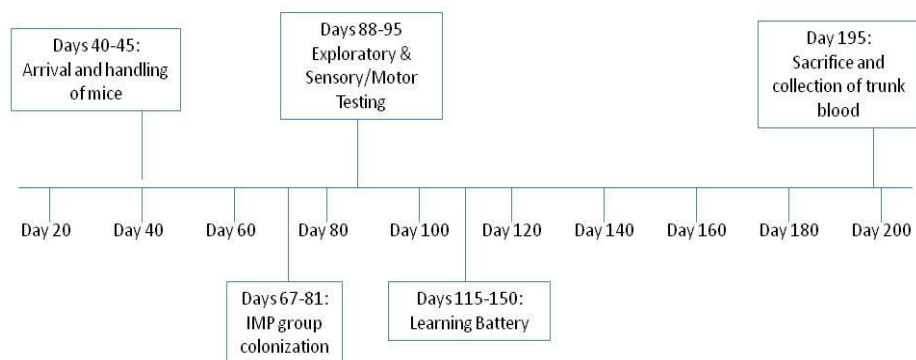 Days 40-45:
Arrival and handling
of mice
Days 88-95
Exploratory &
Sensory/Motor
Testing
Day 195:
Sacrifice and
collection of trunk
blood
Day 20
Day 40
Day 60
Day 80
Day 100
Day 120
Day 140
Day 160
Day 180
Day 200
Days 67-81:
IMP group
colonization
Days 115-150:
Learning Battery